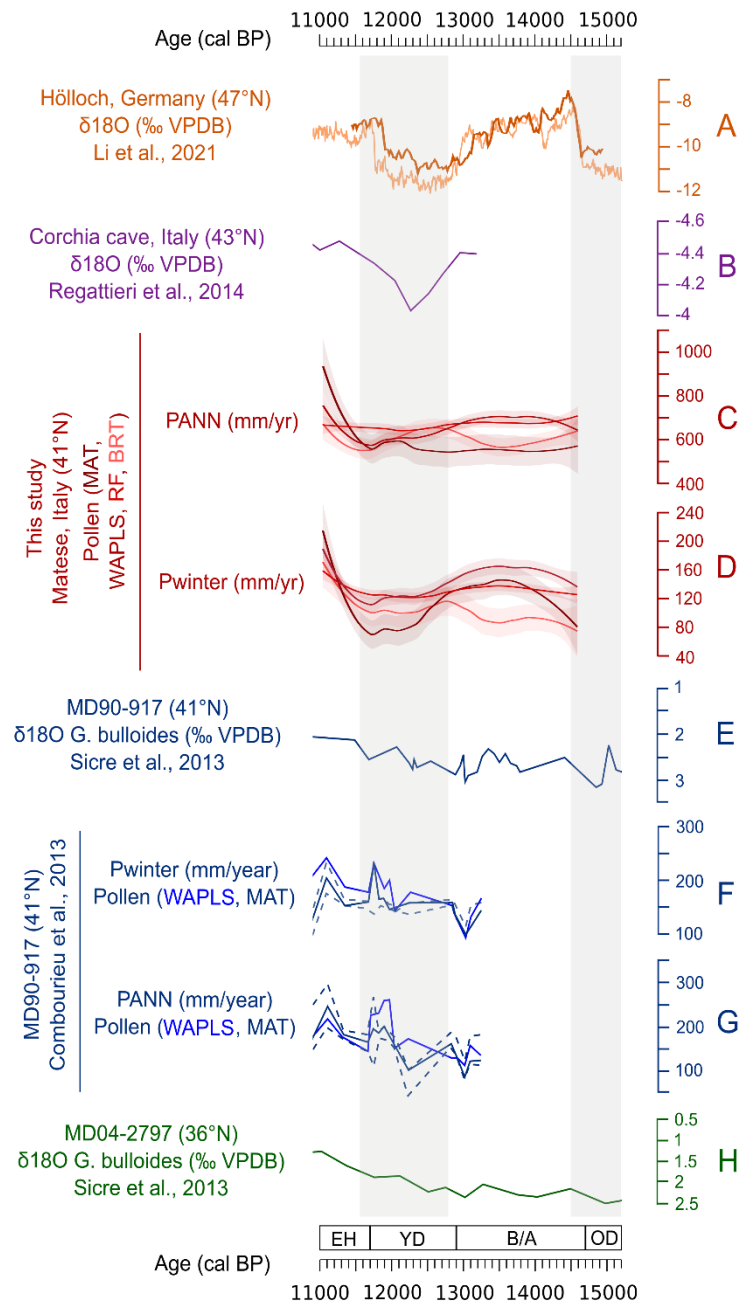 11000 12000 13000 14000 15000
Age (cal BP)
Hölloch, Germany (47°N)
δ18O (‰ VPDB)
Li et al., 2021
-8
-10
-12
A
Corchia cave, Italy (43°N)
δ18O (‰ VPDB)
Regattieri et al., 2014
-4.6
-4.4
-4.2
-4
B
This study
Matese, Italy (41°N)
Pollen (MAT,
WAPLS, RF, BRT)
PANN (mm/yr)
1000
800
600
400
C
Pwinter (mm/yr)
240
200
160
120
80
40
D
MD90-917 (41°N)
δ18O G. bulloides (‰ VPDB)
Sicre et al., 2013
1
2
3
E
MD90-917 (41°N)
Combourieu et al., 2013
Pwinter (mm/year)
Pollen (WAPLS, MAT)
300
200
100
F
PANN (mm/year)
Pollen (WAPLS, MAT)
300
200
100
G
MD04-2797 (36°N)
δ18O G. bulloides (‰ VPDB)
Sicre et al., 2013
0.5
1
1.5
2
2.5
H
EH YD B/A OD
Age (cal BP)
11000 12000 13000 14000 15000